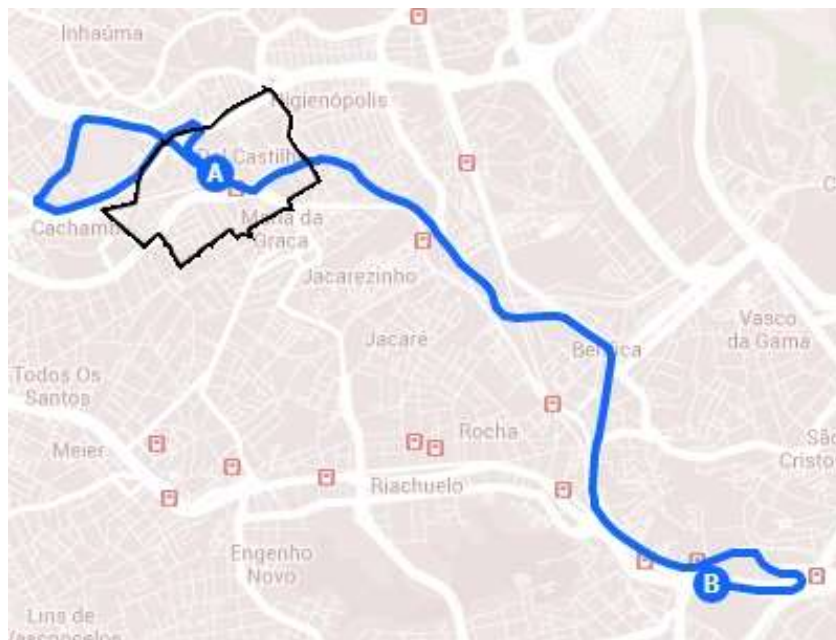 Inhaúma
Higienópolis
Del Castilho
A
Cachambi
Maria da
Graça
Jacarezinho
Jacaré
Vasco
da Gama
Benfica
Todos Os
Santos
Meier
Rocha
São
Cristo
Riachuelo
Engenho
Novo
B
Lins de
Vasconcelos